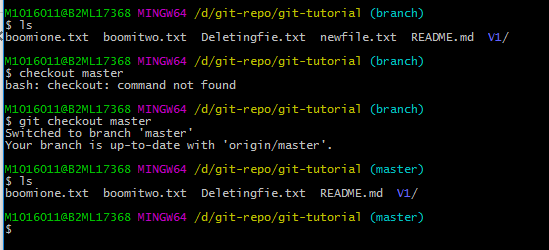 M1016011@B2ML17368 MINGW64 /d/git-repo/git-tutorial (branch)
$ ls
boomione.txt boomitwo.txt Deletingfie.txt newfile.txt README.md V1/
M1016011@B2ML17368 MINGW64 /d/git-repo/git-tutorial (branch)
$ checkout master
bash: checkout: command not found
M1016011@B2ML17368 MINGW64 /d/git-repo/git-tutorial (branch)
$ git checkout master
Switched to branch 'master'
Your branch is up-to-date with 'origin/master'.
M1016011@B2ML17368 MINGW64 /d/git-repo/git-tutorial (master)
$ ls
boomione.txt boomitwo.txt Deletingfie.txt README.md V1/
M1016011@B2ML17368 MINGW64 /d/git-repo/git-tutorial (master)
$